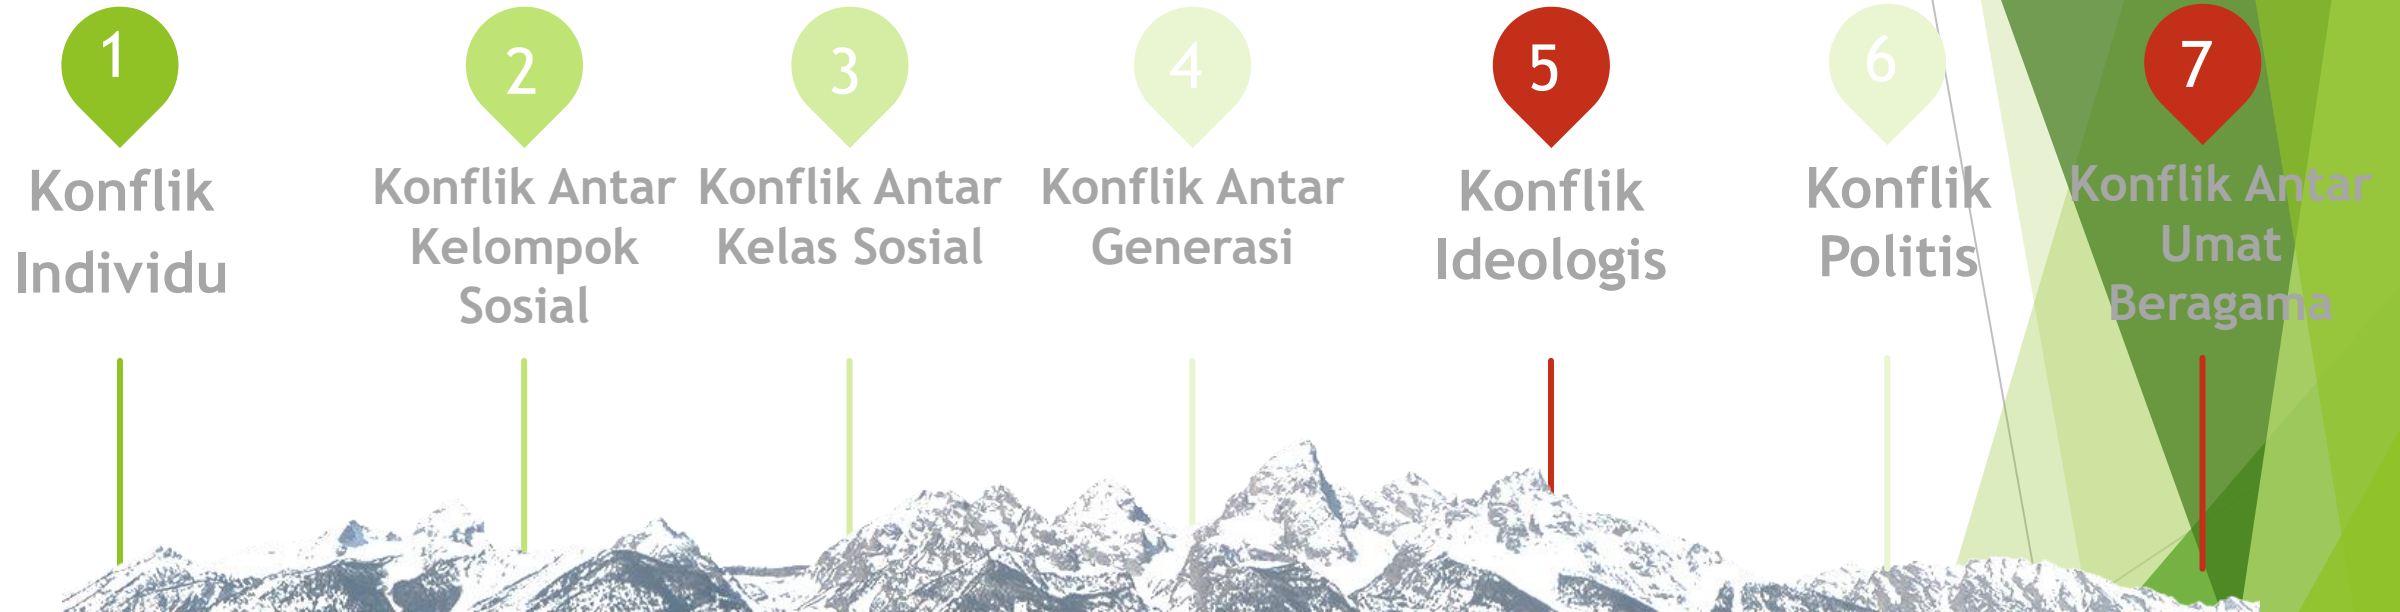 1
Konflik
Individu
2
Konflik Antar
Kelompok
Sosial
3
Konflik Antar
Kelas Sosial
4
Konflik Antar
Generasi
5
Konflik
Ideologis
6
Konflik
Politis
7
Konflik Antar
Umat
Beragama